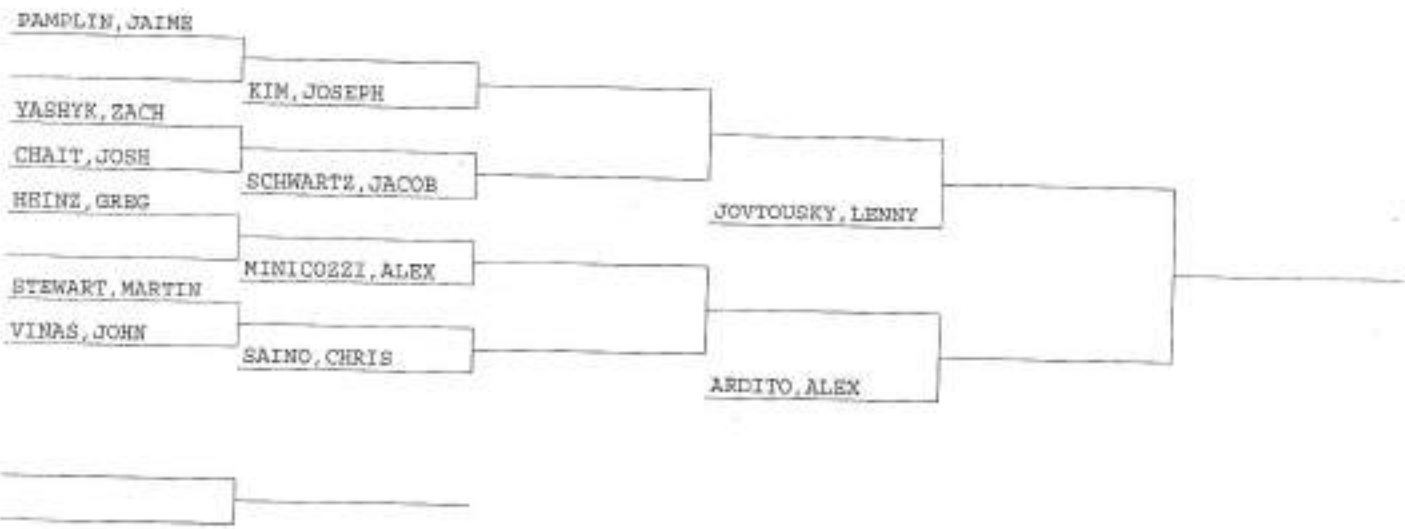 PAMPLIN,JAIME
KIM,JOSEPH
YASHYK,ZACH
CHAIT,JOSH
SCHWARTZ,JACOB
HEINZ,GREG
JOVTOUSKY,LENNY
MINICOZZI,ALEX
STEWART,MARTIN
VINAS,JOHN
SAINO,CHRIS
ARDITO,ALEX